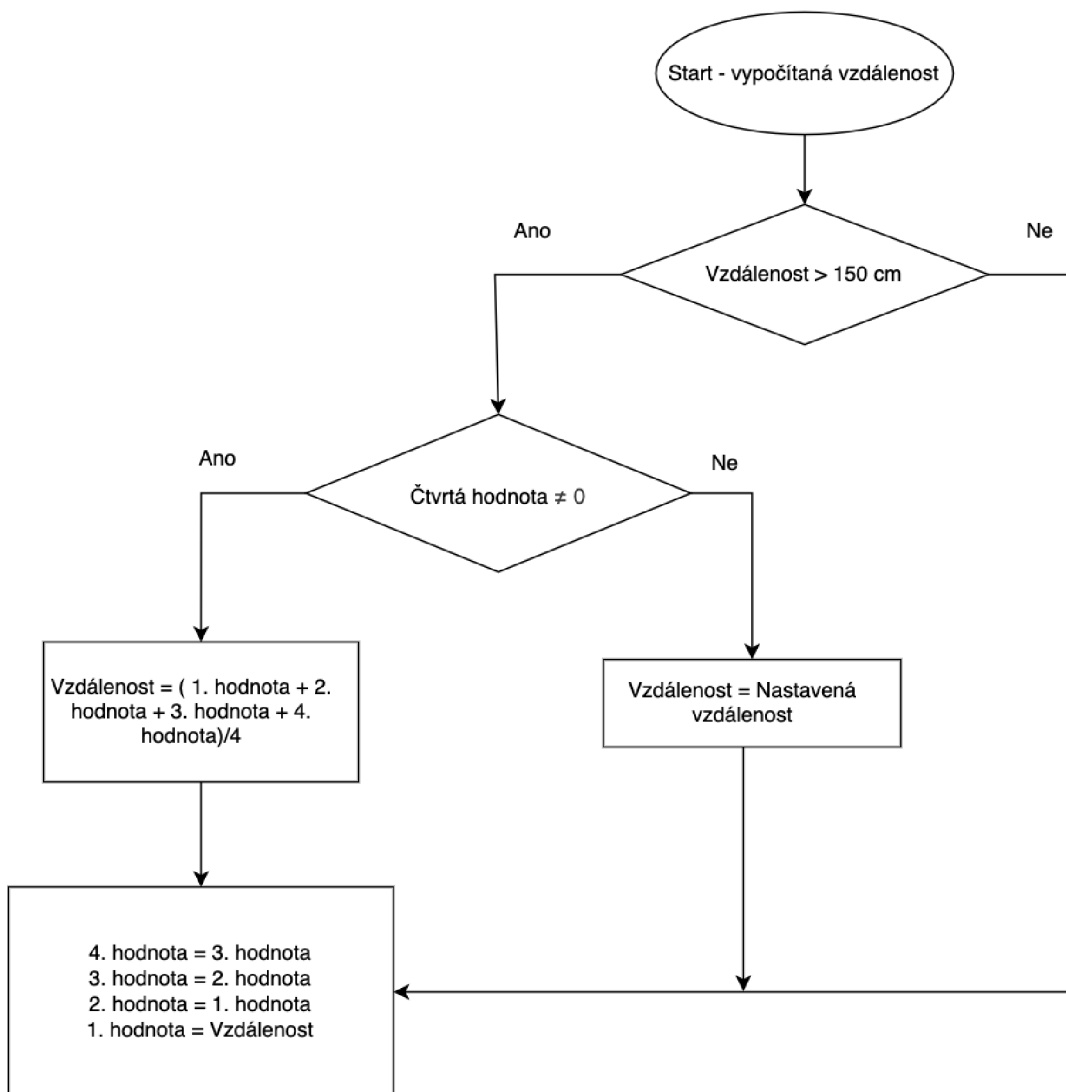 Start - vypočítaná vzdálenost
Ano
Ne
Vzdálenost > 150 cm
Ano
Ne
Čtvrtá hodnota ≠ 0
Vzdálenost = ( 1. hodnota + 2.
hodnota + 3. hodnota + 4.
hodnota)/4
Vzdálenost = Nastavená
vzdálenost
4. hodnota = 3. hodnota
3. hodnota = 2. hodnota
2. hodnota = 1. hodnota
1. hodnota = Vzdálenost